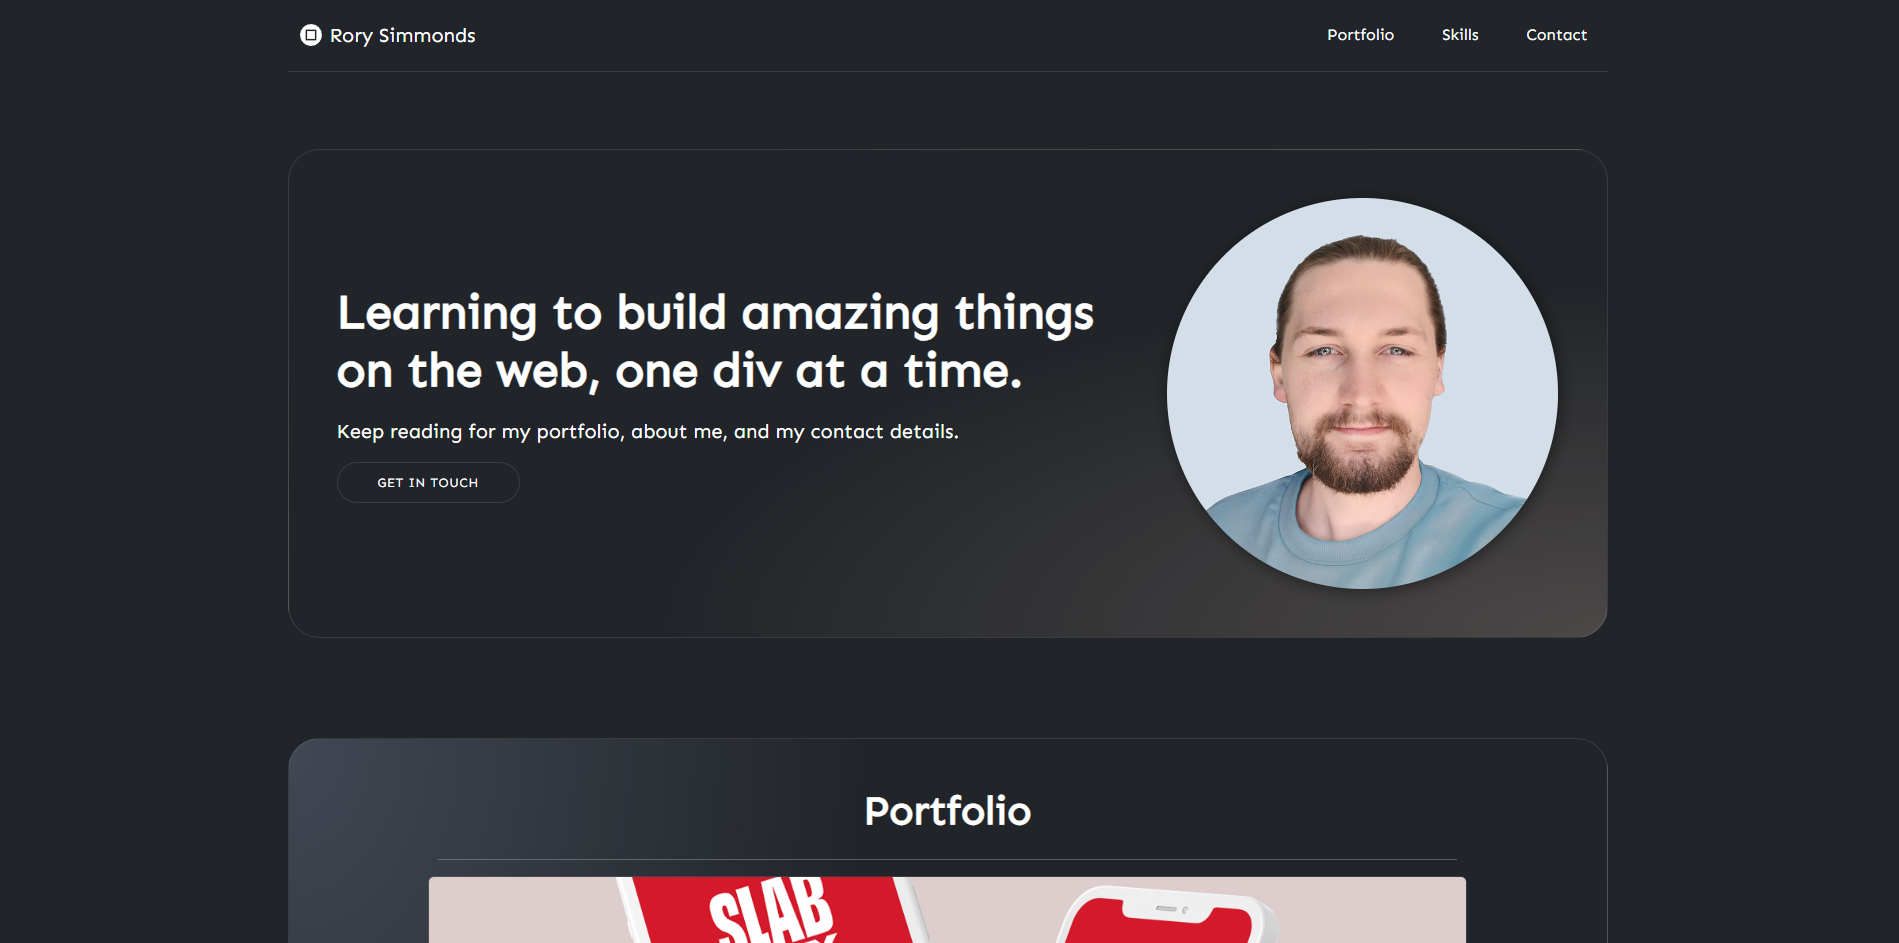 Rory Simmonds
Portfolio
Skills
Contact
Learning to build amazing things
on the web, one div at a time.
Keep reading for my portfolio, about me, and my contact details.
GET IN TOUCH
Portfolio
SLAB